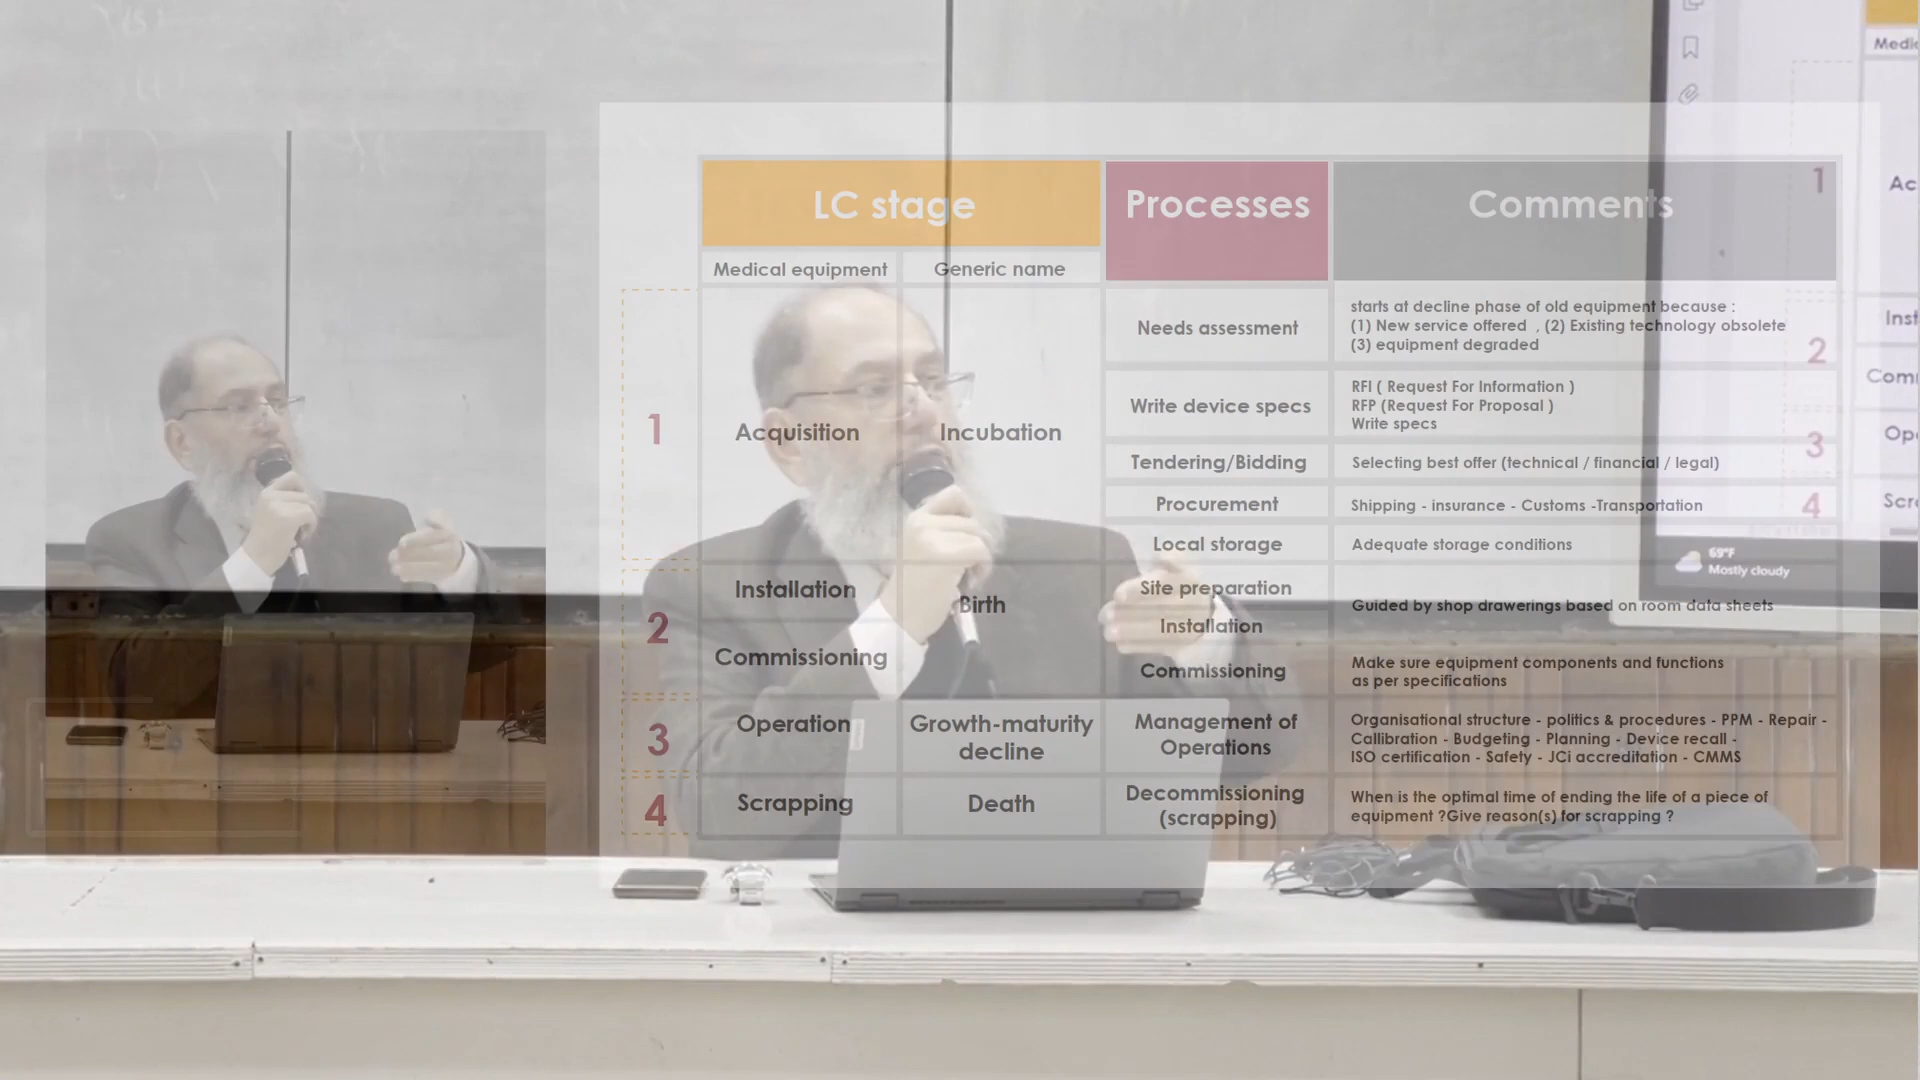 LC stage
Processes
Comments
Medical equipment
Generic name
1
Acquisition
Incubation
Needs assessment
starts at decline phase of old equipment because :
(1) New service offered , (2) Existing technology obsolete
(3) equipment degraded
Write device specs
RFI ( Request For Information )
RFP (Request For Proposal )
Write specs
Tendering/Bidding
Selecting best offer (technical / financial / legal)
Procurement
Shipping - insurance - Customs -Transportation
Local storage
Adequate storage conditions
2
Installation
Commissioning
Birth
Site preparation
Installation
Guided by shop drawerings based on room data sheets
Commissioning
Make sure equipment components and functions
as per specifications
3
Operation
Growth-maturity
decline
Management of
Operations
Organisational structure - politics & procedures - PPM - Repair -
Callibration - Budgeting - Planning - Device recall -
ISO certification - Safety - JCi accreditation - CMMS
4
Scrapping
Death
Decommissioning
(scrapping)
When is the optimal time of ending the life of a piece of
equipment ?Give reason(s) for scrapping ?
1
2
3
4
69°F
Mostly cloudy